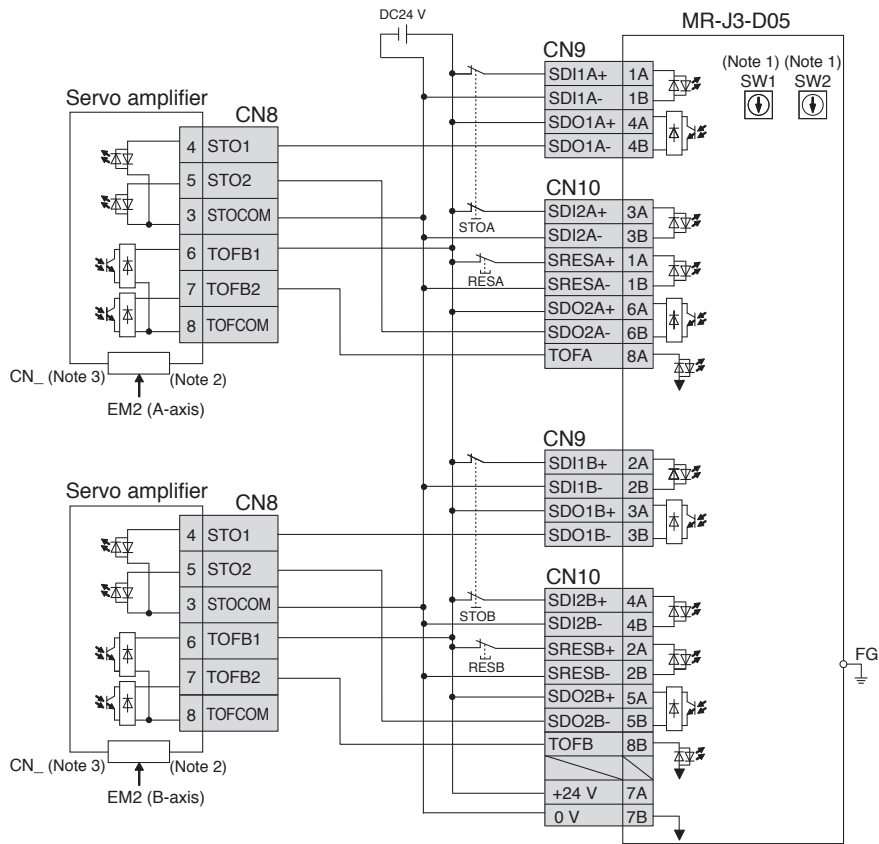 DC24 V
MR-J3-D05
(Note 1) (Note 1)
SW1 SW2
CN9
SDI1A+ 1A
SDI1A- 1B
SDO1A+ 4A
SDO1A- 4B
Servo amplifier
CN8
4 STO1
5 STO2
3 STOCOM
6 TOFB1
7 TOFB2
8 TOFCOM
CN_ (Note 3) (Note 2)
EM2 (A-axis)
STOA
RESA
CN10
SDI2A+ 3A
SDI2A- 3B
SRESA+ 1A
SRESA- 1B
SDO2A+ 6A
SDO2A- 6B
TOFA 8A
CN9
SDI1B+ 2A
SDI1B- 2B
SDO1B+ 3A
SDO1B- 3B
Servo amplifier
CN8
4 STO1
5 STO2
3 STOCOM
6 TOFB1
7 TOFB2
8 TOFCOM
CN_ (Note 3) (Note 2)
EM2 (B-axis)
STOB
RESB
CN10
SDI2B+ 4A
SDI2B- 4B
SRESB+ 2A
SRESB- 2B
SDO2B+ 5A
SDO2B- 5B
TOFB 8B
+24 V 7A
0 V 7B
FG